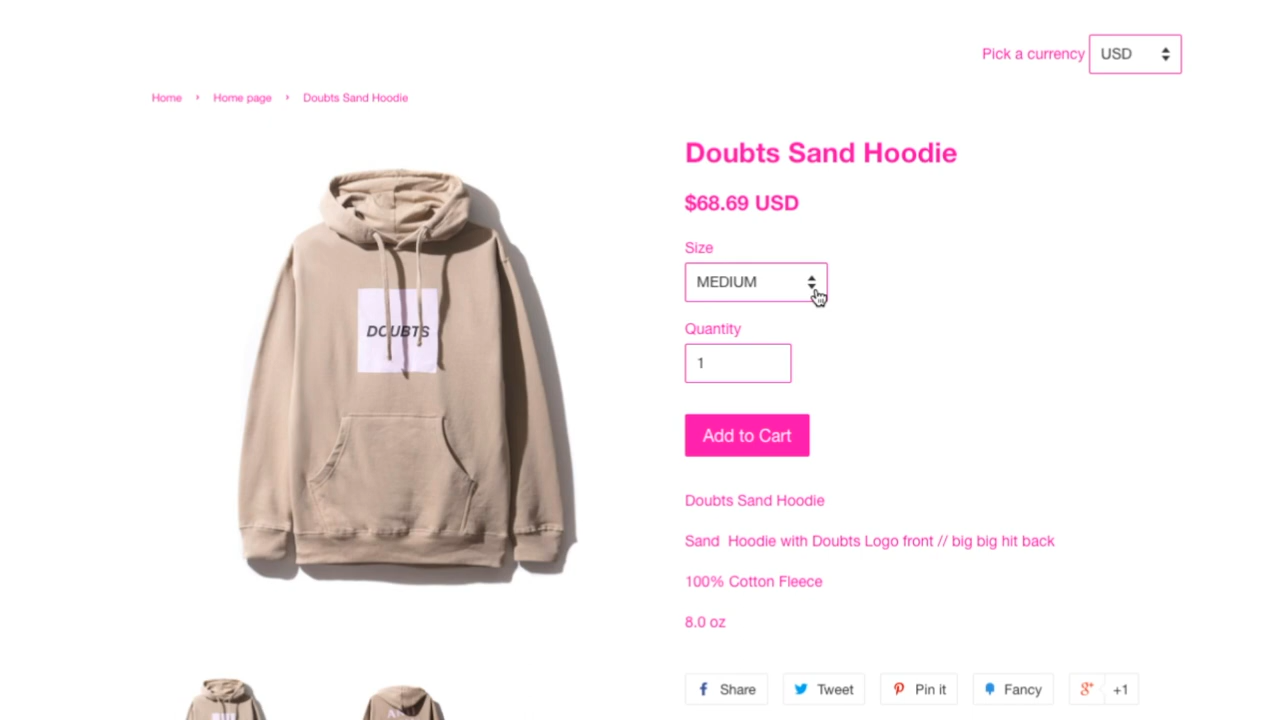 Pick a currency USD
Home › Home page › Doubts Sand Hoodie
Doubts Sand Hoodie
$68.69 USD
Size
MEDIUM
DOUBTS
Quantity
1
Add to Cart
Doubts Sand Hoodie
Sand Hoodie with Doubts Logo front // big big hit back
100% Cotton Fleece
8.0 oz
Share Tweet Pin it Fancy +1